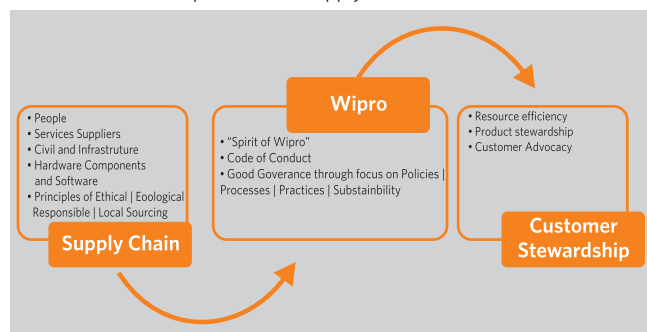 • People
• Services Suppliers
• Civil and Infrastruture
• Hardware Components
and Software
• Principles of Ethical | Eological
Responsible | Local Sourcing
Supply Chain
Wipro
• “Spirit of Wipro”
• Code of Conduct
• Good Goverance through focus on Policies |
Processes | Practices | Substainbility
• Resource efficiency
• Product stewardship
• Customer Advocacy
Customer
Stewardship